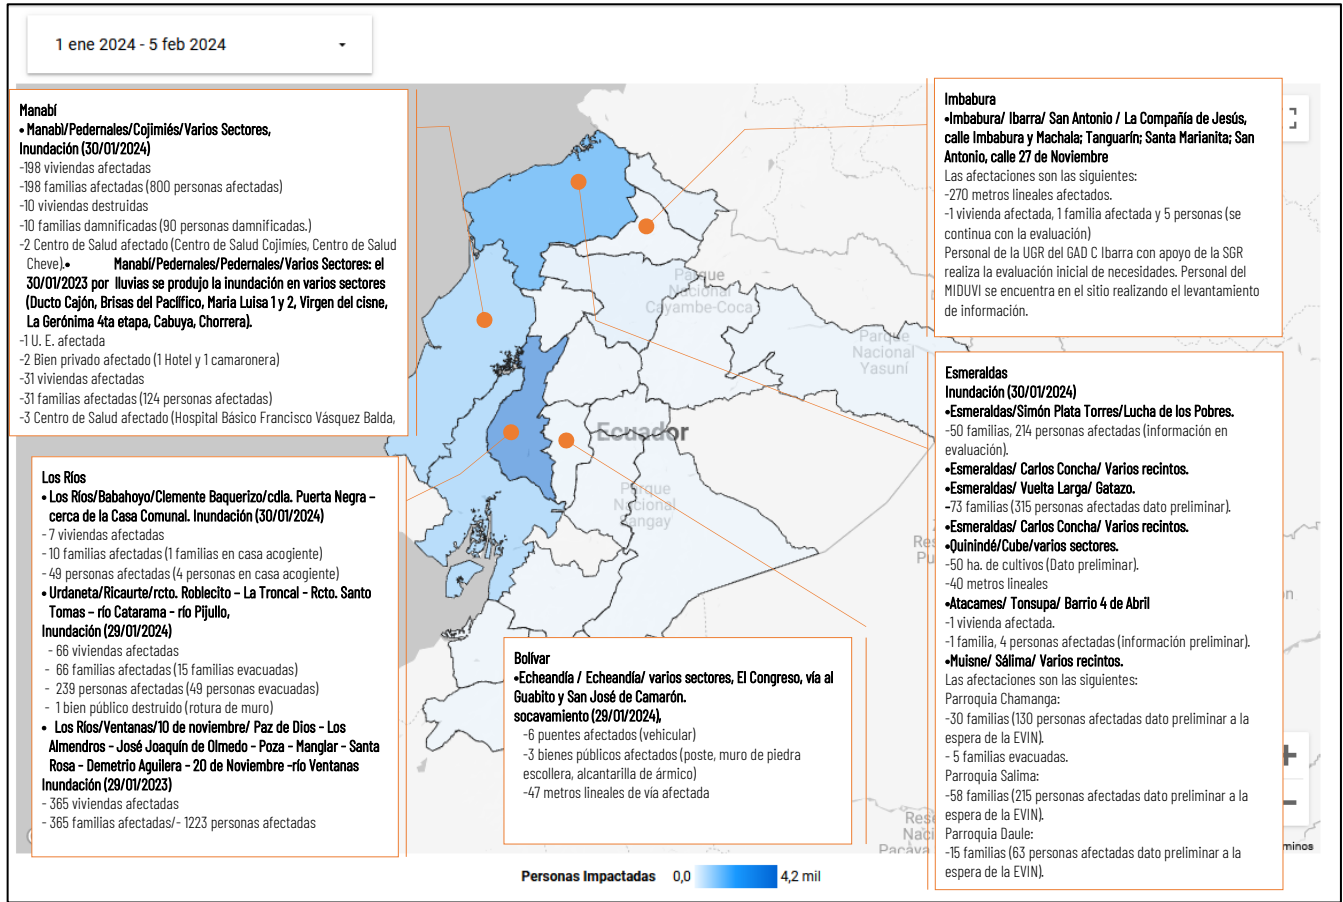 1 ene 2024 - 5 feb 2024
Manabí
• Manabì/Pedernales/Cojimiés/Varios Sectores,
Inundación (30/01/2024)
-198 viviendas afectadas
-198 familias afectadas (800 personas afectadas)
-10 viviendas destruidas
-10 familias damnificadas (90 personas damnificadas.)
-2 Centro de Salud afectado (Centro de Salud Cojimíes, Centro de Salud
Cheve).• Manabí/Pedernales/Pedernales/Varios Sectores: el
30/01/2023 por lluvias se produjo la inundación en varios sectores
(Ducto Cajón, Brisas del Paclífico, Maria Luisa 1 y 2, Virgen del cisne,
La Gerónima 4ta etapa, Cabuya, Chorrera).
-1 U. E. afectada
-2 Bien privado afectado (1 Hotel y 1 camaronera)
-31 viviendas afectadas
-31 familias afectadas (124 personas afectadas)
-3 Centro de Salud afectado (Hospital Básico Francisco Vásquez Balda,
Los Ríos
• Los Ríos/Babahoyo/Clemente Baquerizo/cdla. Puerta Negra –
cerca de la Casa Comunal. Inundación (30/01/2024)
- 7 viviendas afectadas
- 10 familias afectadas (1 familias en casa acogiente)
- 49 personas afectadas (4 personas en casa acogiente)
• Urdaneta/Ricaurte/rcto. Roblecito – La Troncal - Rcto. Santo
Tomas – río Catarama - río Pijullo,
Inundación (29/01/2024)
- 66 viviendas afectadas
- 66 familias afectadas (15 familias evacuadas)
- 239 personas afectadas (49 personas evacuadas)
- 1 bien público destruido (rotura de muro)
• Los Ríos/Ventanas/10 de noviembre/ Paz de Dios - Los
Almendros - José Joaquín de Olmedo - Poza - Manglar - Santa
Rosa - Demetrio Aguilera - 20 de Noviembre -río Ventanas
Inundación (29/01/2023)
- 365 viviendas afectadas
- 365 familias afectadas/- 1223 personas afectadas
Parque
Nacional
Cayambe-Coca
Parque
Nacional
Yasuní
Ecuador
Parque
Nacional
Sangay
Bolívar
•Echeandía / Echeandía/ varios sectores, El Congreso, vía al
Guabito y San José de Camarón.
socavamiento (29/01/2024),
-6 puentes afectados (vehicular)
-3 bienes públicos afectados (poste, muro de piedra
escollera, alcantarilla de ármico)
-47 metros lineales de vía afectada
Imbabura
•Imbabura/ Ibarra/ San Antonio / La Compañía de Jesús,
calle Imbabura y Machala; Tanguarín; Santa Marianita; San
Antonio, calle 27 de Noviembre
Las afectaciones son las siguientes:
-270 metros lineales afectados.
-1 vivienda afectada, 1 familia afectada y 5 personas (se
continua con la evaluación)
Personal de la UGR del GAD C Ibarra con apoyo de la SGR
realiza la evaluación inicial de necesidades. Personal del
MIDUVI se encuentra en el sitio realizando el levantamiento
de información.
Esmeraldas
Inundación (30/01/2024)
•Esmeraldas/Simón Plata Torres/Lucha de los Pobres.
-50 familias, 214 personas afectadas (información en
evaluación).
•Esmeraldas/ Carlos Concha/ Varios recintos.
•Esmeraldas/ Vuelta Larga/ Gatazo.
-73 familias (315 personas afectadas dato preliminar).
•Esmeraldas/ Carlos Concha/ Varios recintos.
•Quinindé/Cube/varios sectores.
-50 ha. de cultivos (Dato preliminar).
-40 metros lineales
•Atacames/ Tonsupa/ Barrio 4 de Abril
-1 vivienda afectada.
-1 familia, 4 personas afectadas (información preliminar).
•Muisne/ Sálima/ Varios recintos.
Las afectaciones son las siguientes:
Parroquia Chamanga:
-30 familias (130 personas afectadas dato preliminar a la
espera de la EVIN).
- 5 familias evacuadas.
Parroquia Salima:
-58 familias (215 personas afectadas dato preliminar a la
espera de la EVIN).
Parroquia Daule:
-15 familias (63 personas afectadas dato preliminar a la
espera de la EVIN).
Personas Impactadas 0,0 4,2 mil